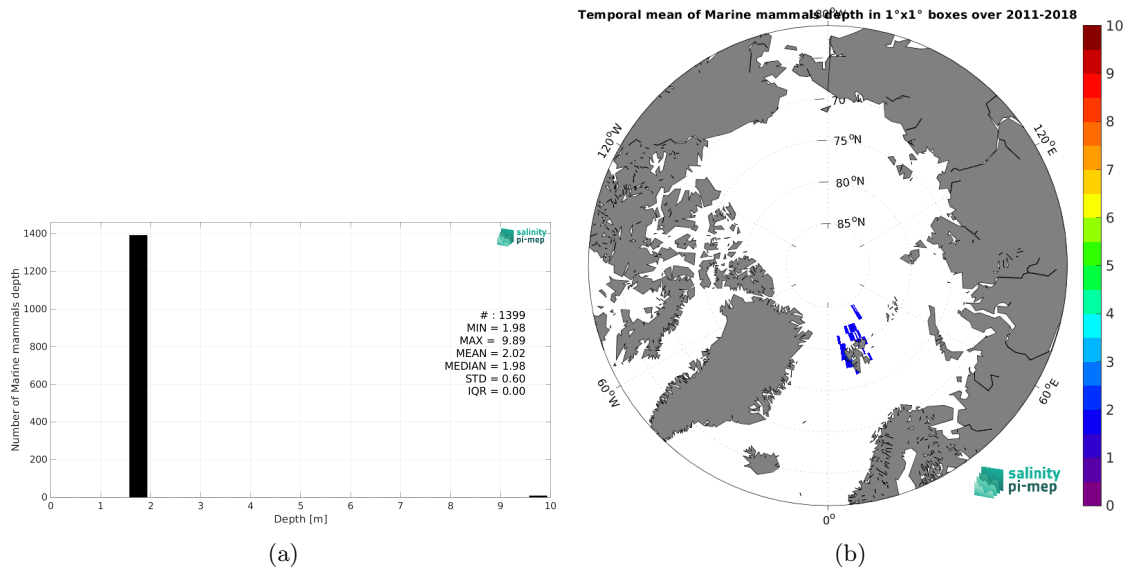 Number of Marine mammals depth
1400
1200
1000
800
600
400
200
0
0 1 2 3 4 5 6 7 8 9 10
Depth [m]
salinity
pi-mep
# : 1399
MIN = 1.98
MAX = 9.89
MEAN = 2.02
MEDIAN = 1.98
STD = 0.60
IQR = 0.00
(a)
Temporal mean of Marine mammals depth in 1°x1° boxes over 2011-2018
180°W
120°W
120°E
60°W
60°E
0°
70°N
75°N
80°N
85°N
10
9
8
7
6
5
4
3
2
1
0
salinity
pi-mep
(b)